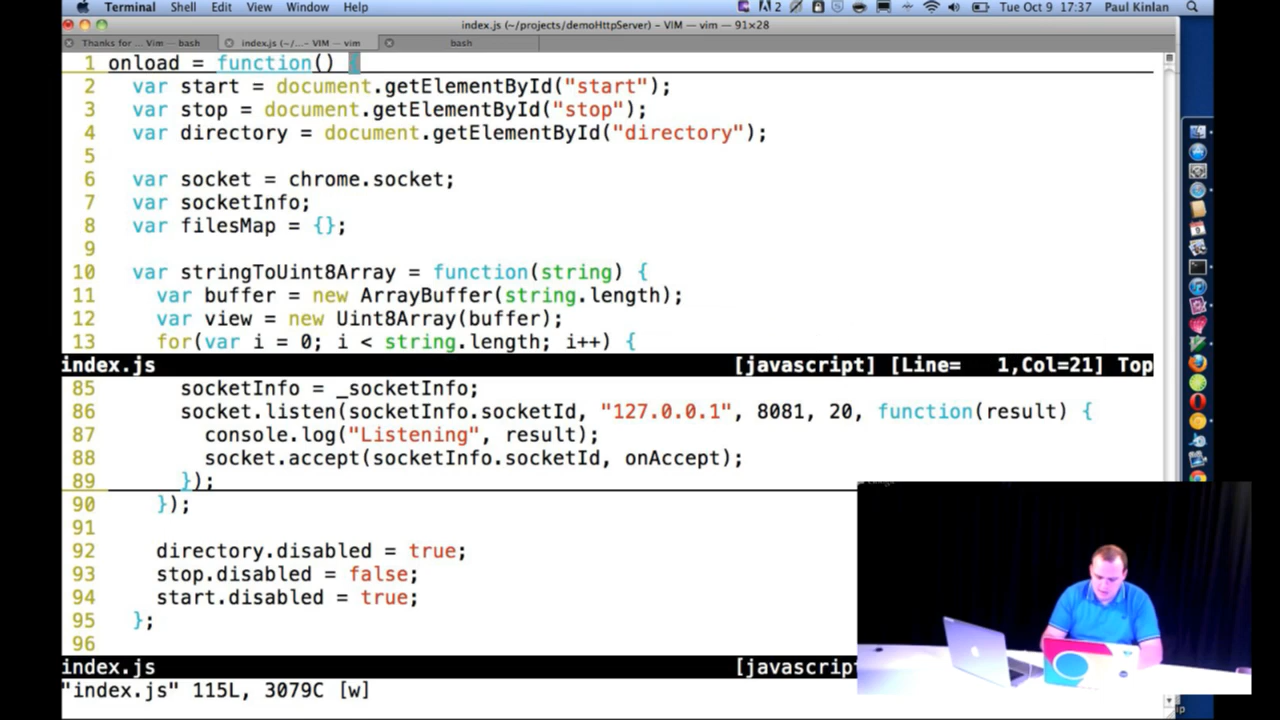 Terminal Shell Edit View Window Help
2 Tue Oct 9 17:37 Paul Kinlan
index.js (~/projects/demoHttpServer) – VIM — vim — 91×28
Thanks for ... Vim — bash index.js (~/...- VIM — vim bash
1 onload = function() {
2 var start = document.getElementById("start");
3 var stop = document.getElementById("stop");
4 var directory = document.getElementById("directory");
5
6 var socket = chrome.socket;
7 var socketInfo;
8 var filesMap = {};
9
10 var stringToUint8Array = function(string) {
11 var buffer = new ArrayBuffer(string.length);
12 var view = new Uint8Array(buffer);
13 for(var i = 0; i < string.length; i++) {
index.js [javascript] [Line= 1,Col=21] Top
85 socketInfo = _socketInfo;
86 socket.listen(socketInfo.socketId, "127.0.0.1", 8081, 20, function(result) {
87 console.log("Listening", result);
88 socket.accept(socketInfo.socketId, onAccept);
89 });
90 });
91
92 directory.disabled = true;
93 stop.disabled = false;
94 start.disabled = true;
95 };
96
index.js [javascript
"index.js" 115L, 3079C [w]